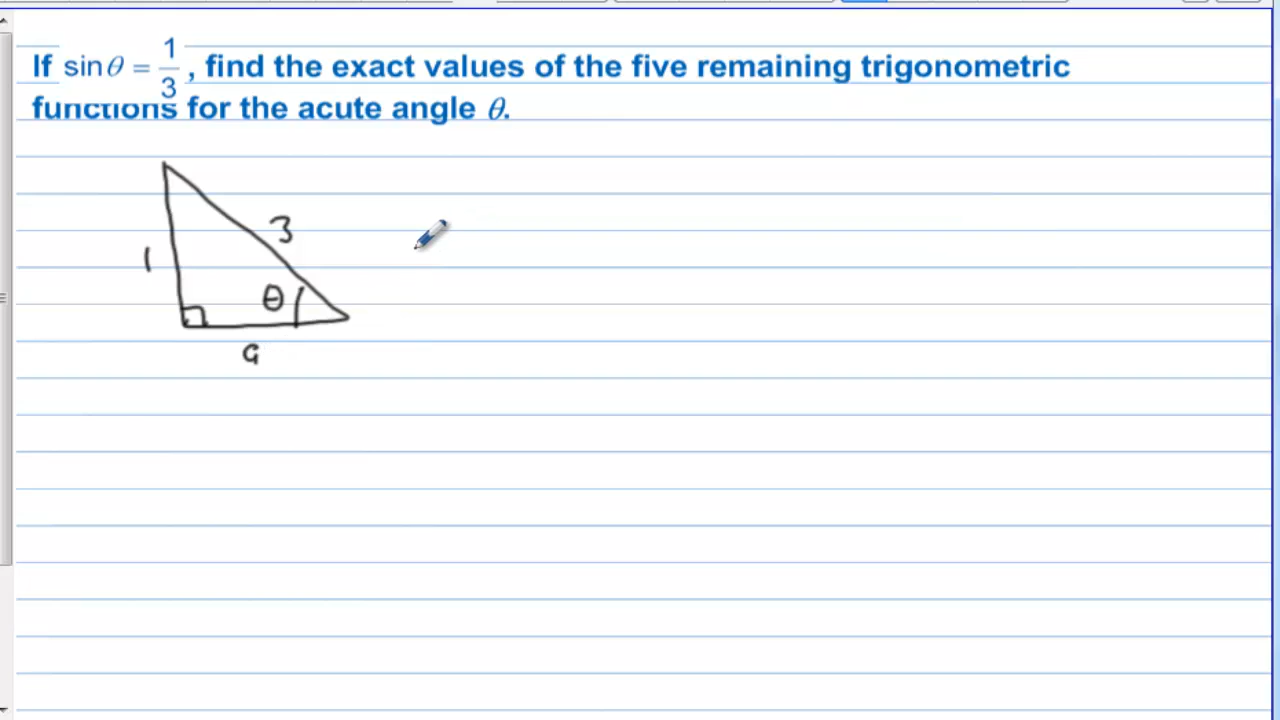 If sin θ = 1/3, find the exact values of the five remaining trigonometric
functions for the acute angle θ.
3
1
θ
a